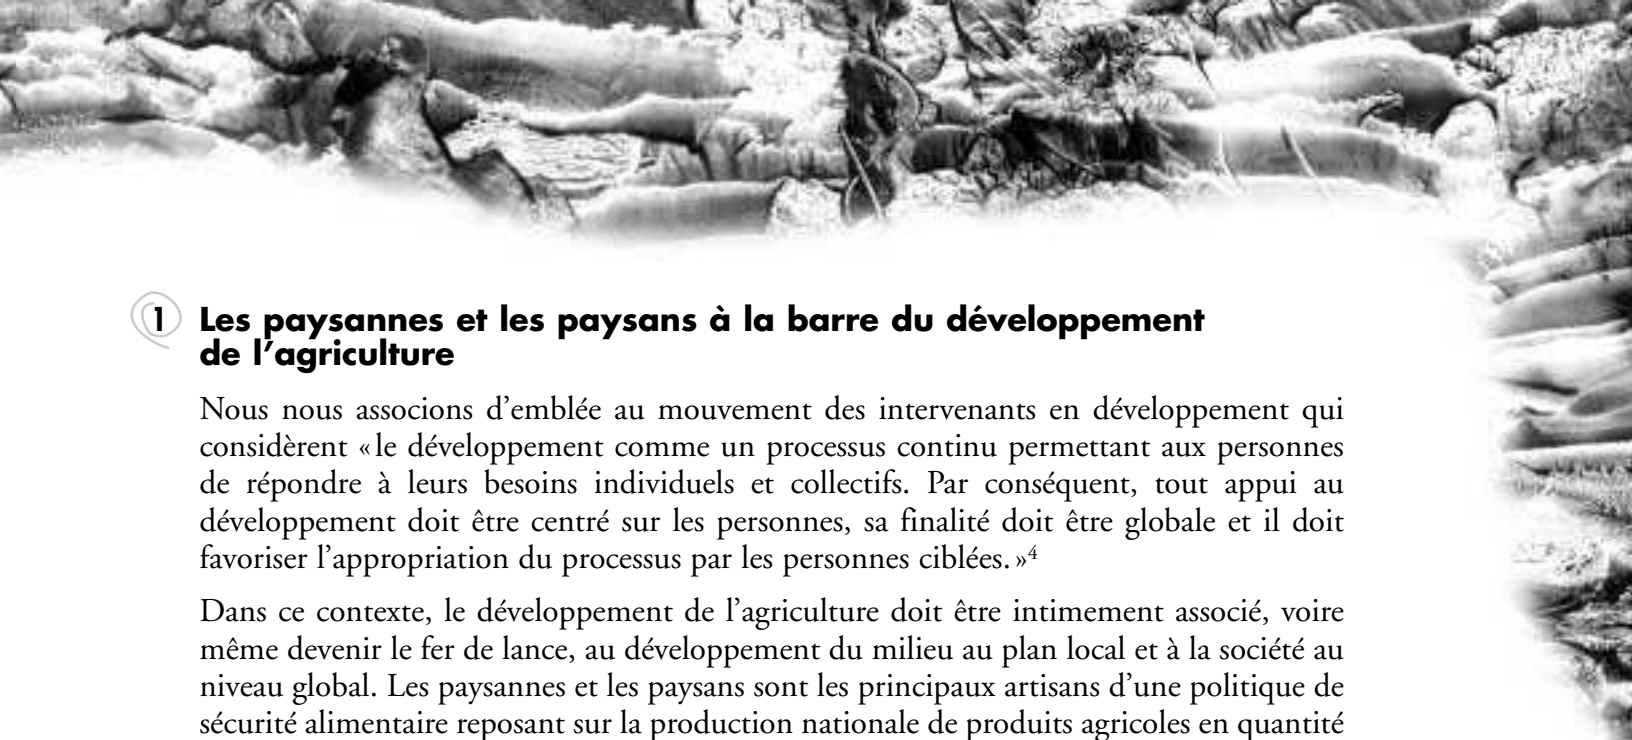 1 Les paysannes et les paysans à la barre du développement
de l’agriculture
Nous nous associons d’emblée au mouvement des intervenants en développement qui
considèrent «le développement comme un processus continu permettant aux personnes
de répondre à leurs besoins individuels et collectifs. Par conséquent, tout appui au
développement doit être centré sur les personnes, sa finalité doit être globale et il doit
favoriser l’appropriation du processus par les personnes ciblées.»⁴
Dans ce contexte, le développement de l’agriculture doit être intimement associé, voire
même devenir le fer de lance, au développement du milieu au plan local et à la société au
niveau global. Les paysannes et les paysans sont les principaux artisans d’une politique de
sécurité alimentaire reposant sur la production nationale de produits agricoles en quantité